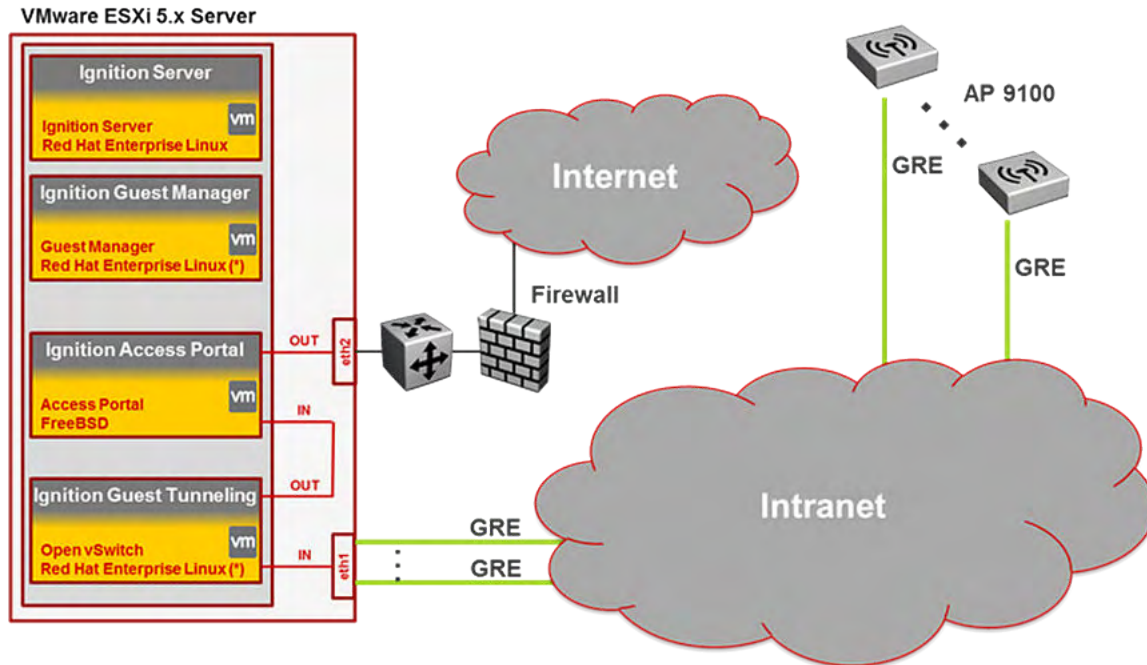 VMware ESXi 5.x Server
Ignition Server
vm
Ignition Server
Red Hat Enterprise Linux
Ignition Guest Manager
vm
Guest Manager
Red Hat Enterprise Linux (*)
Ignition Access Portal
vm
Access Portal
FreeBSD
Ignition Guest Tunneling
vm
Open vSwitch
Red Hat Enterprise Linux (*)
OUT
IN
OUT
IN
eth2
eth1
Internet
Firewall
AP 9100
GRE
GRE
Intranet
GRE
GRE